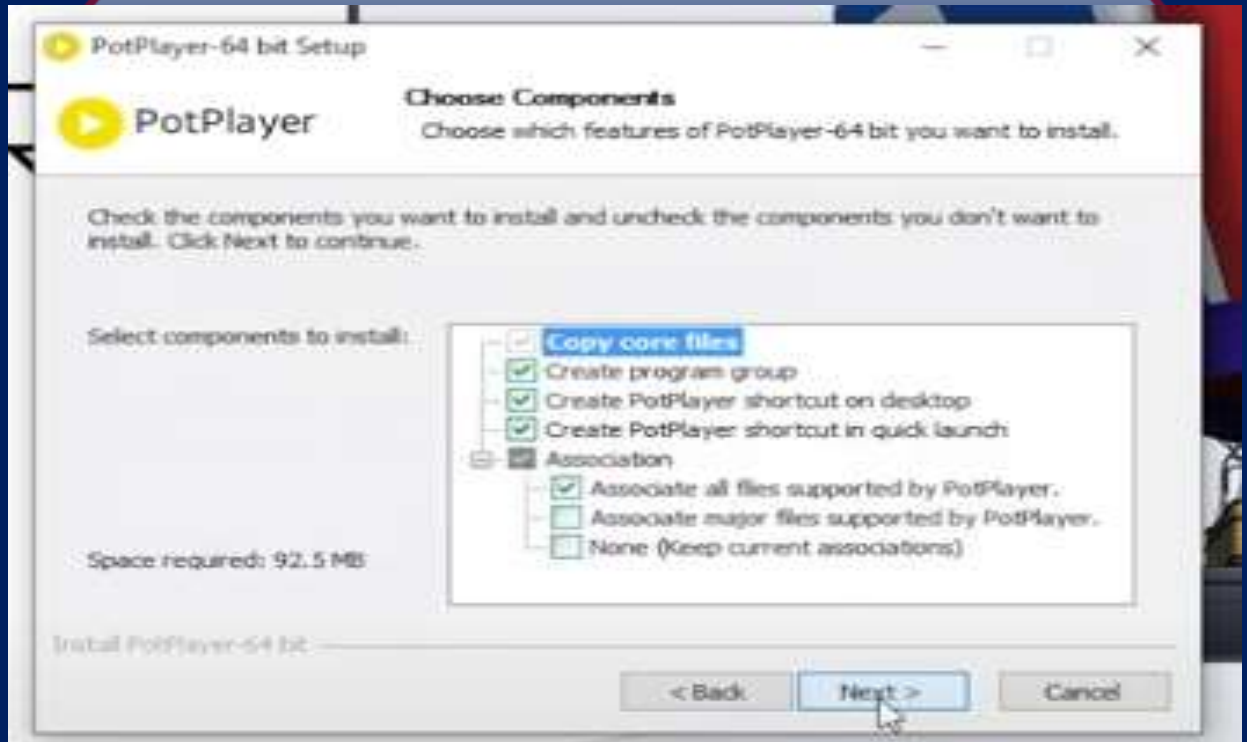 PotPlayer-64 bit Setup
PotPlayer
Choose Components
Choose which features of PotPlayer-64 bit you want to install.
Check the components you want to install and uncheck the components you don't want to
install. Click Next to continue.
Select components to install:
Copy core files
Create program group
Create PotPlayer shortcut on desktop
Create PotPlayer shortcut in quick launch
Association
Associate all files supported by PotPlayer.
Associate major files supported by PotPlayer.
None (Keep current associations)
Space required: 92.5 MB
Install PotPlayer-64 bit
< Back
Next >
Cancel